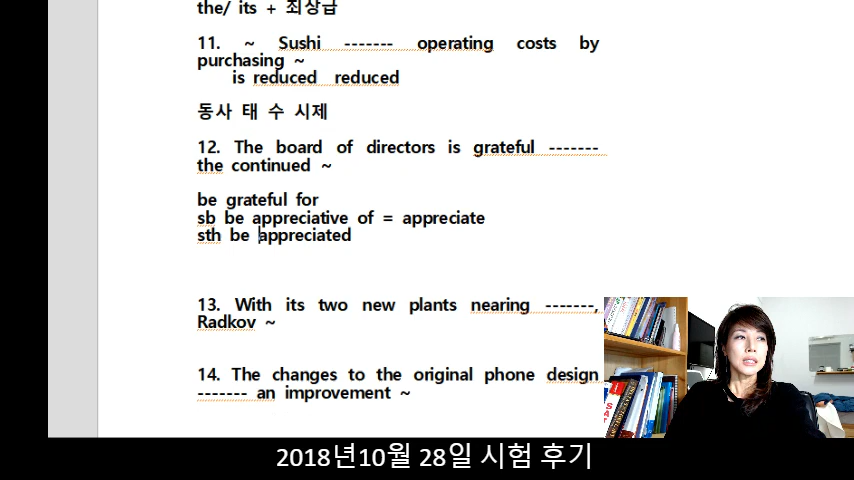 the/ its + 최상급
11. ~ Sushi ------- operating costs by
purchasing ~
is reduced reduced
동사 태 수 시제
12. The board of directors is grateful -------
the continued ~
be grateful for
sb be appreciative of = appreciate
sth be appreciated
13. With its two new plants nearing -------,
Radkov ~
14. The changes to the original phone design
------- an improvement ~
2018년10월 28일 시험 후기